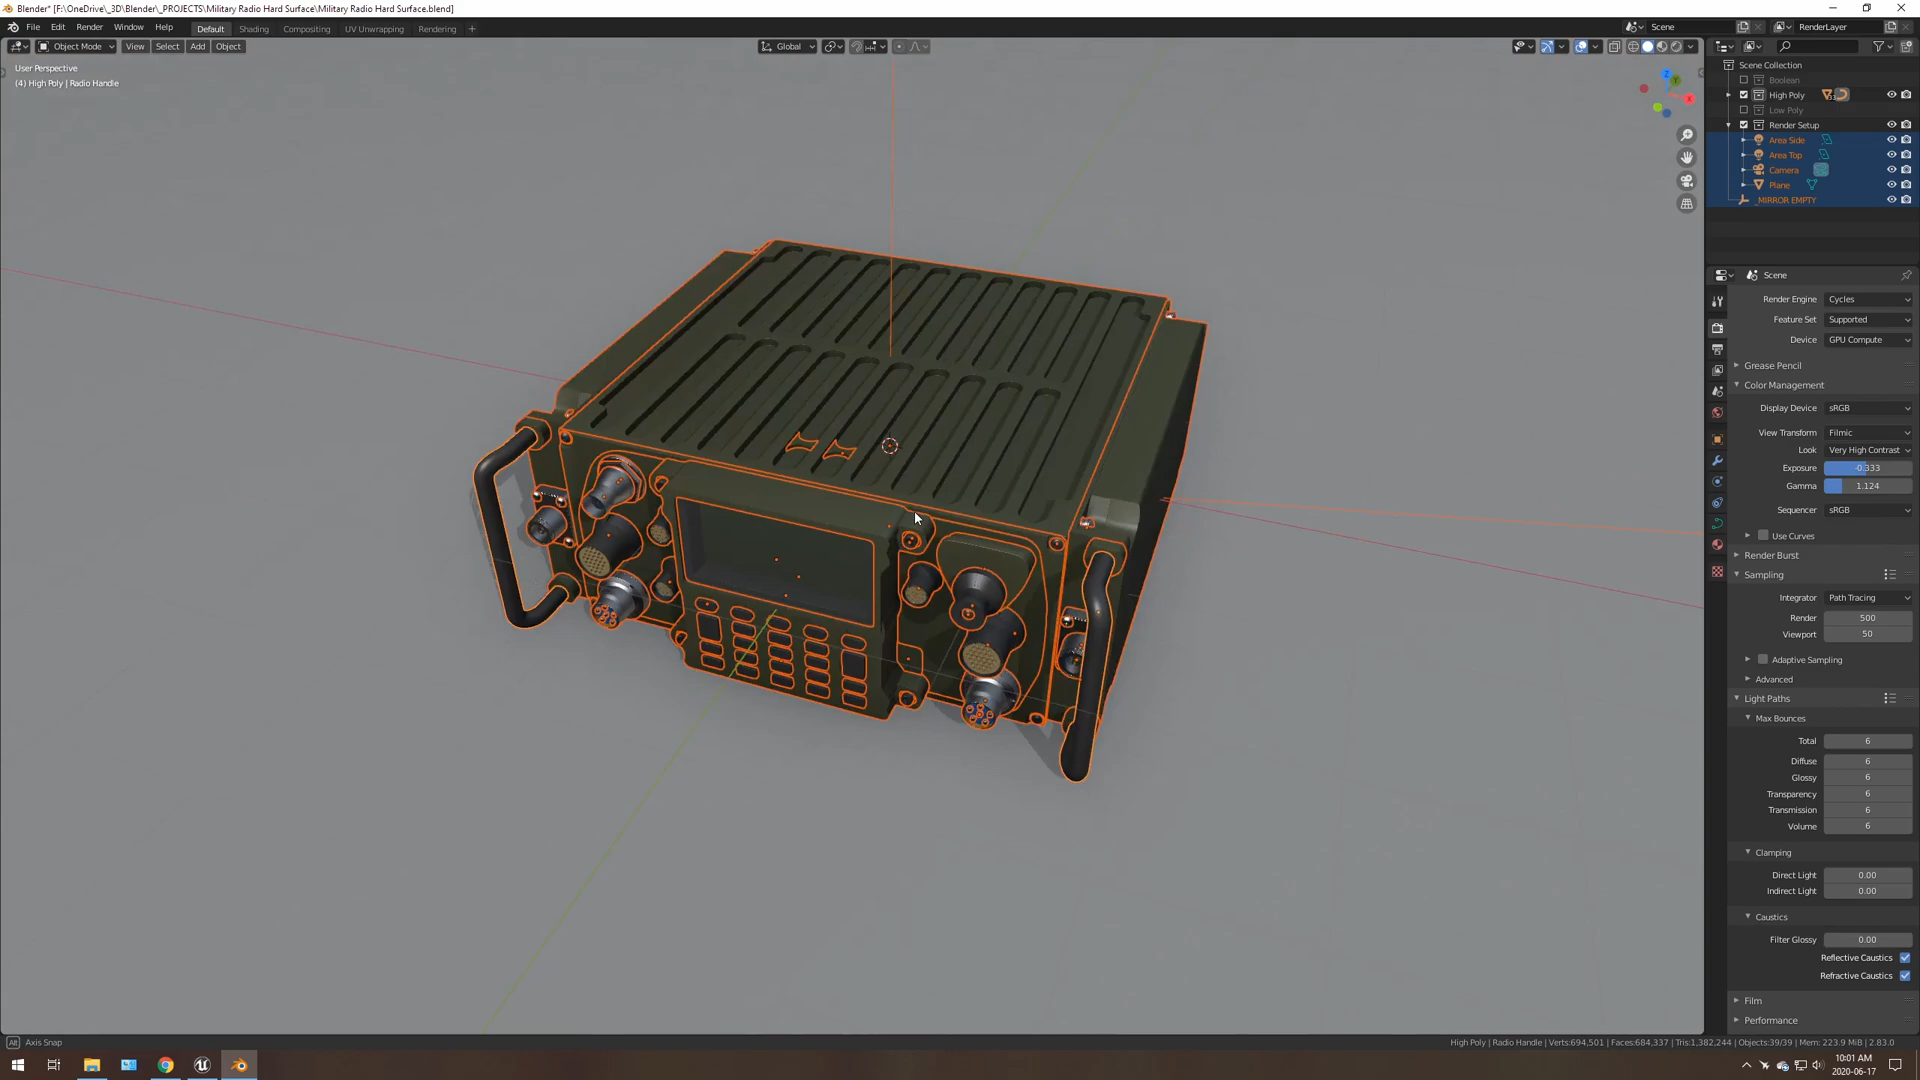 Blender* [F:\OneDrive\_3D\Blender\_PROJECTS\Military Radio Hard Surface\Military Radio Hard Surface.blend]
File Edit Render Window Help Default Shading Compositing UV Unwrapping Rendering + Scene RenderLayer
Object Mode View Select Add Object Global
User Perspective
(4) High Poly | Radio Handle
Scene Collection
Boolean
High Poly
Low Poly
Render Setup
Area Side
Area Top
Camera
Plane
_MIRROR EMPTY
Scene
Render Engine Cycles
Feature Set Supported
Device GPU Compute
Grease Pencil
Color Management
Display Device sRGB
View Transform Filmic
Look Very High Contrast
Exposure -0.333
Gamma 1.124
Sequencer sRGB
Use Curves
Render Burst
Sampling
Integrator Path Tracing
Render 500
Viewport 50
Adaptive Sampling
Advanced
Light Paths
Max Bounces
Total 6
Diffuse 6
Glossy 6
Transparency 6
Transmission 6
Volume 6
Clamping
Direct Light 0.00
Indirect Light 0.00
Caustics
Filter Glossy 0.00
Reflective Caustics
Refractive Caustics
Film
Performance
Alt Axis Snap
High Poly | Radio Handle | Verts:694,501 | Faces:684,337 | Tris:1,382,244 | Objects:39/39 | Mem: 223.9 MiB | 2.83.0
10:01 AM
2020-06-17